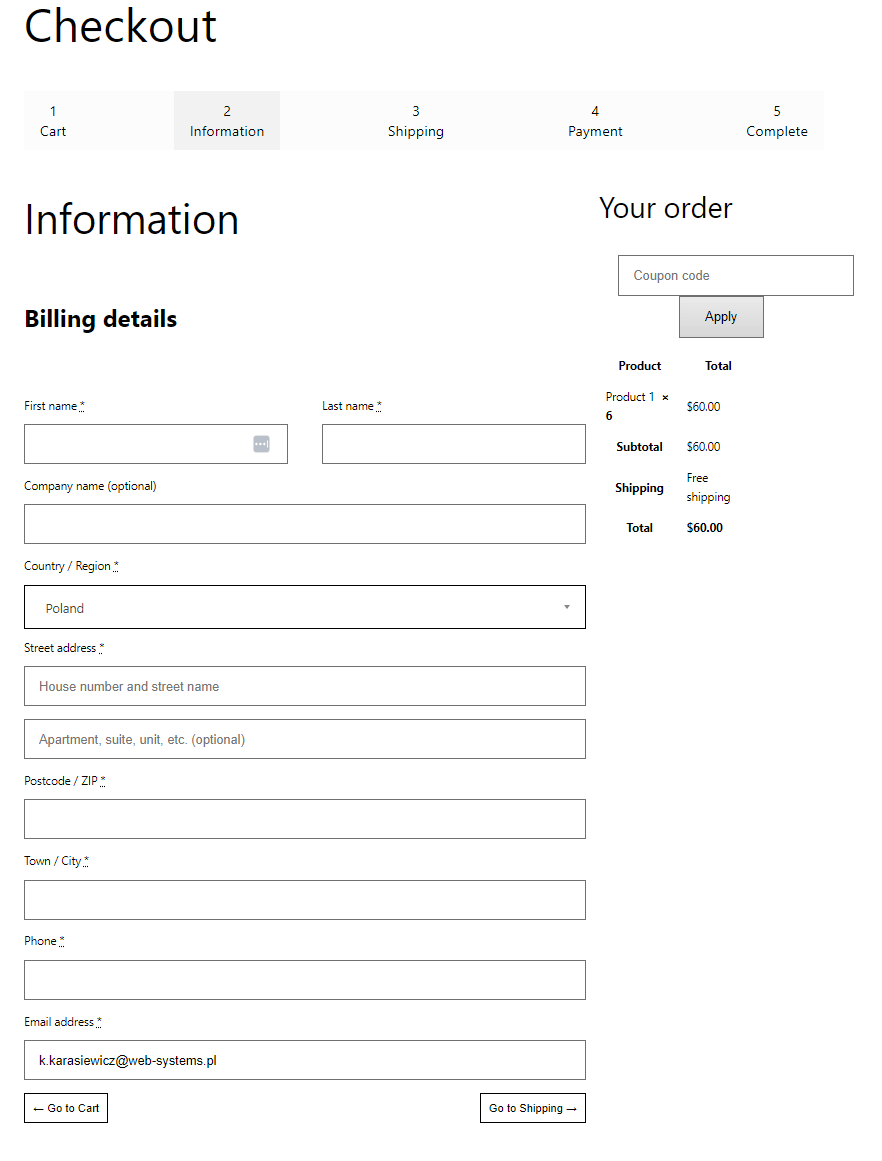 Checkout
1 2 3 4 5
Cart Information Shipping Payment Complete
Information
Billing details
First name * Last name *
Company name (optional)
Country / Region *
Poland
Street address *
House number and street name
Apartment, suite, unit, etc. (optional)
Postcode / ZIP *
Town / City *
Phone *
Email address *
k.karasiewicz@web-systems.pl
← Go to Cart Go to Shipping →
Your order
Coupon code
Apply
Product Total
Product 1 × $60.00
6
Subtotal $60.00
Shipping Free
shipping
Total $60.00